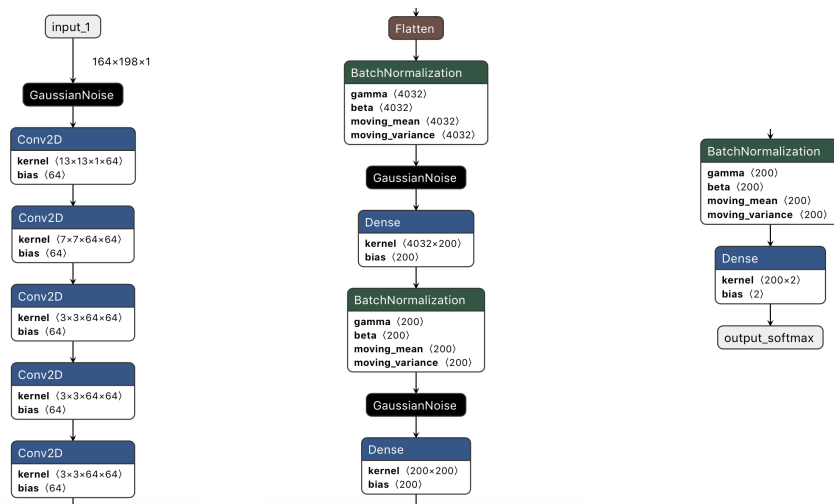 input_1
164×198×1
GaussianNoise
Conv2D
kernel ⟨13×13×1×64⟩
bias ⟨64⟩
Conv2D
kernel ⟨7×7×64×64⟩
bias ⟨64⟩
Conv2D
kernel ⟨3×3×64×64⟩
bias ⟨64⟩
Conv2D
kernel ⟨3×3×64×64⟩
bias ⟨64⟩
Conv2D
kernel ⟨3×3×64×64⟩
bias ⟨64⟩
Flatten
BatchNormalization
gamma ⟨4032⟩
beta ⟨4032⟩
moving_mean ⟨4032⟩
moving_variance ⟨4032⟩
GaussianNoise
Dense
kernel ⟨4032×200⟩
bias ⟨200⟩
BatchNormalization
gamma ⟨200⟩
beta ⟨200⟩
moving_mean ⟨200⟩
moving_variance ⟨200⟩
GaussianNoise
Dense
kernel ⟨200×200⟩
bias ⟨200⟩
BatchNormalization
gamma ⟨200⟩
beta ⟨200⟩
moving_mean ⟨200⟩
moving_variance ⟨200⟩
Dense
kernel ⟨200×2⟩
bias ⟨2⟩
output_softmax